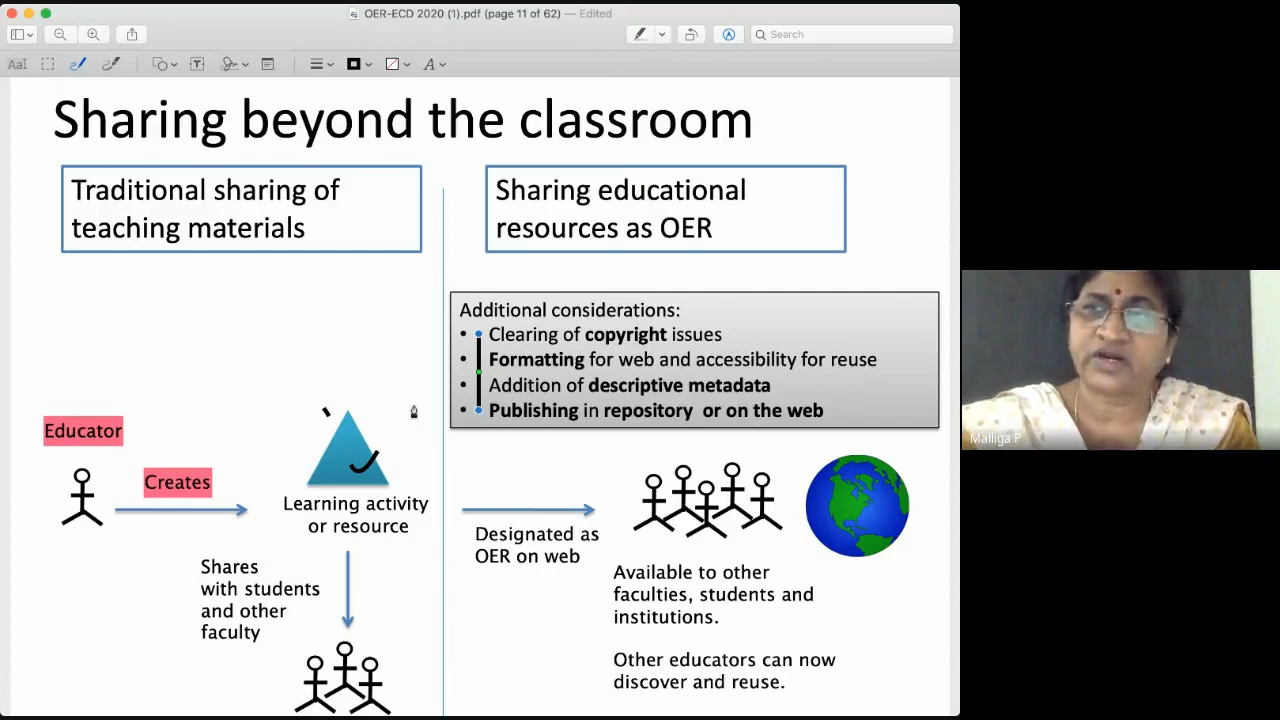 OER-ECD 2020 (1).pdf (page 11 of 62) — Edited
Search
AaI
A
Sharing beyond the classroom
Traditional sharing of
teaching materials
Sharing educational
resources as OER
Additional considerations:
• Clearing of copyright issues
• Formatting for web and accessibility for reuse
• Addition of descriptive metadata
• Publishing in repository or on the web
Educator
Creates
Learning activity
or resource
Shares
with students
and other
faculty
Designated as
OER on web
Available to other
faculties, students and
institutions.
Other educators can now
discover and reuse.
Malliga P